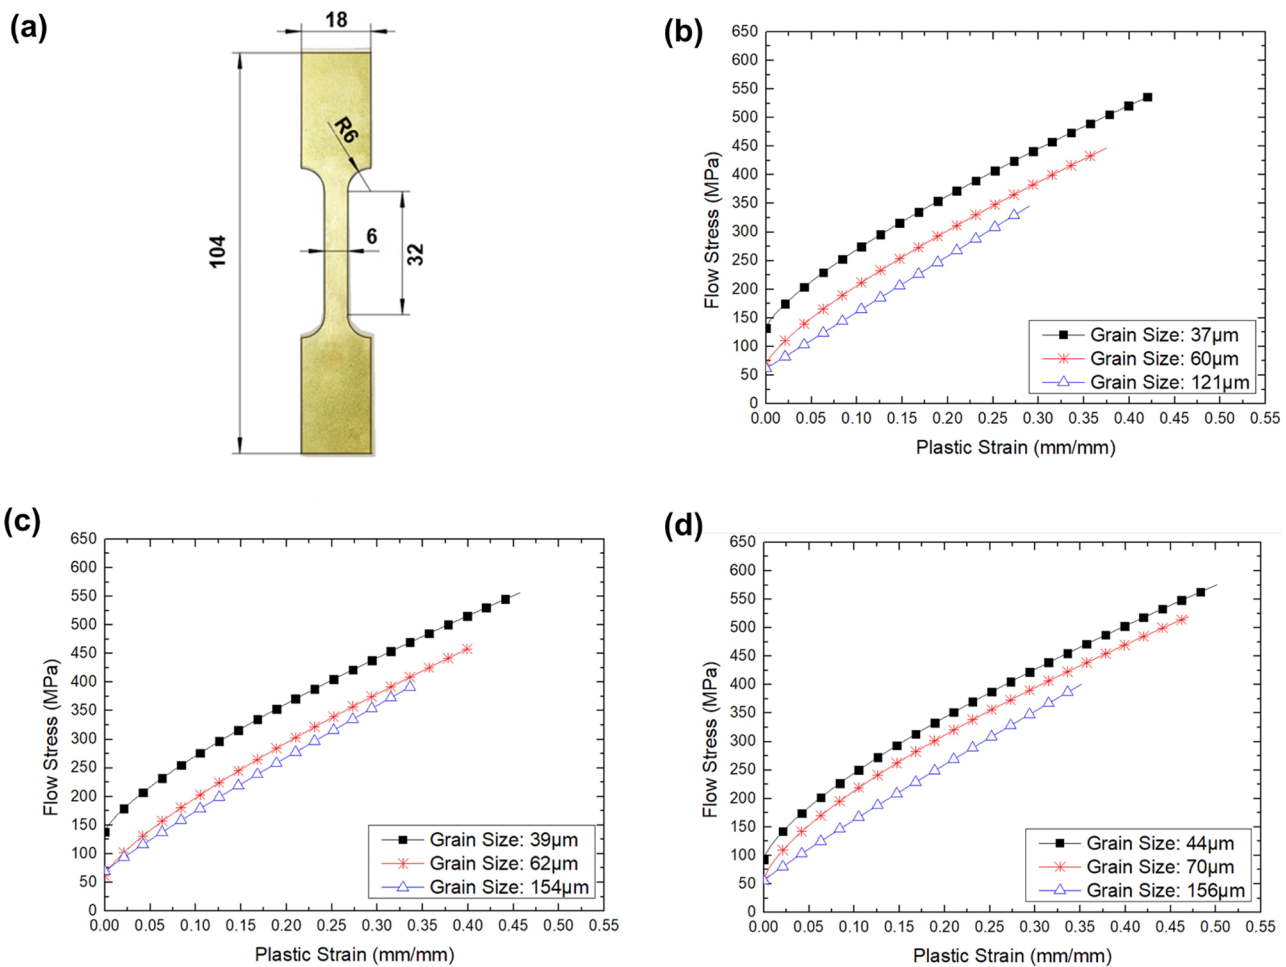 (a)
18
R6
104
6
32
(b)
650
600
550
500
450
400
350
300
250
200
150
100
50
0
Flow Stress (MPa)
Grain Size: 37µm
Grain Size: 60µm
Grain Size: 121µm
0.00 0.05 0.10 0.15 0.20 0.25 0.30 0.35 0.40 0.45 0.50 0.55
Plastic Strain (mm/mm)
(c)
650
600
550
500
450
400
350
300
250
200
150
100
50
0
Flow Stress (MPa)
Grain Size: 39µm
Grain Size: 62µm
Grain Size: 154µm
0.00 0.05 0.10 0.15 0.20 0.25 0.30 0.35 0.40 0.45 0.50 0.55
Plastic Strain (mm/mm)
(d)
650
600
550
500
450
400
350
300
250
200
150
100
50
0
Flow Stress (MPa)
Grain Size: 44µm
Grain Size: 70µm
Grain Size: 156µm
0.00 0.05 0.10 0.15 0.20 0.25 0.30 0.35 0.40 0.45 0.50 0.55
Plastic Strain (mm/mm)